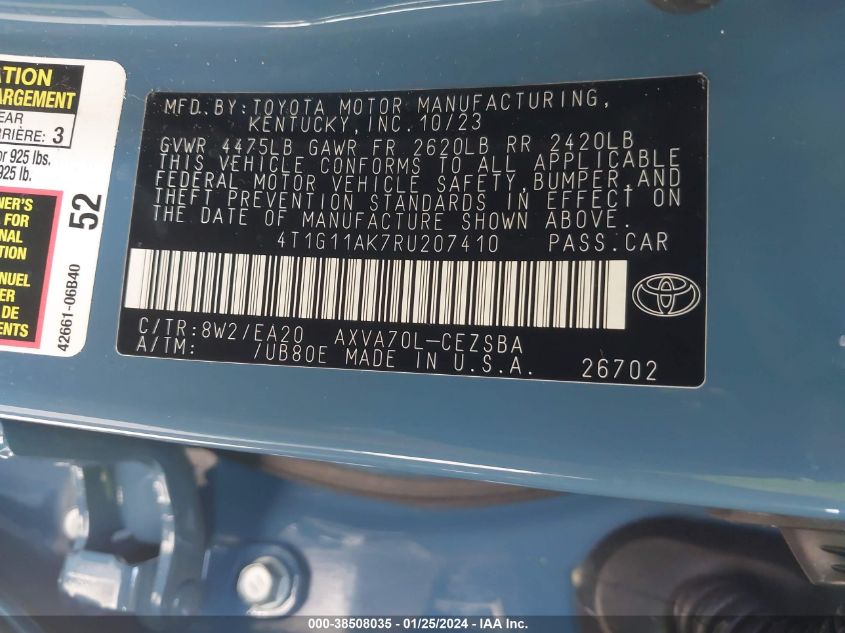 ATION
ARGEMENT
EAR
RRIÈRE: 3
or 925 lbs.
925 lb.
NER'S
FOR
NAL
TION
NUEL
ER
DE
MENTS
52
42661-06B40
MFD. BY: TOYOTA MOTOR MANUFACTURING,
KENTUCKY, INC. 10/23
GVWR 4475LB GAWR FR 2620LB RR 2420LB
THIS VEHICLE CONFORMS TO ALL APPLICABLE
FEDERAL MOTOR VEHICLE SAFETY, BUMPER, AND
THEFT PREVENTION STANDARDS IN EFFECT ON
THE DATE OF MANUFACTURE SHOWN ABOVE.
4T1G11AK7RU207410 PASS. CAR
C/TR: 8W2/EA20 AXVA70L-CEZSBA
A/TM: /UB80E MADE IN U.S.A.
26702
000-38508035 - 01/25/2024 - IAA, Inc.